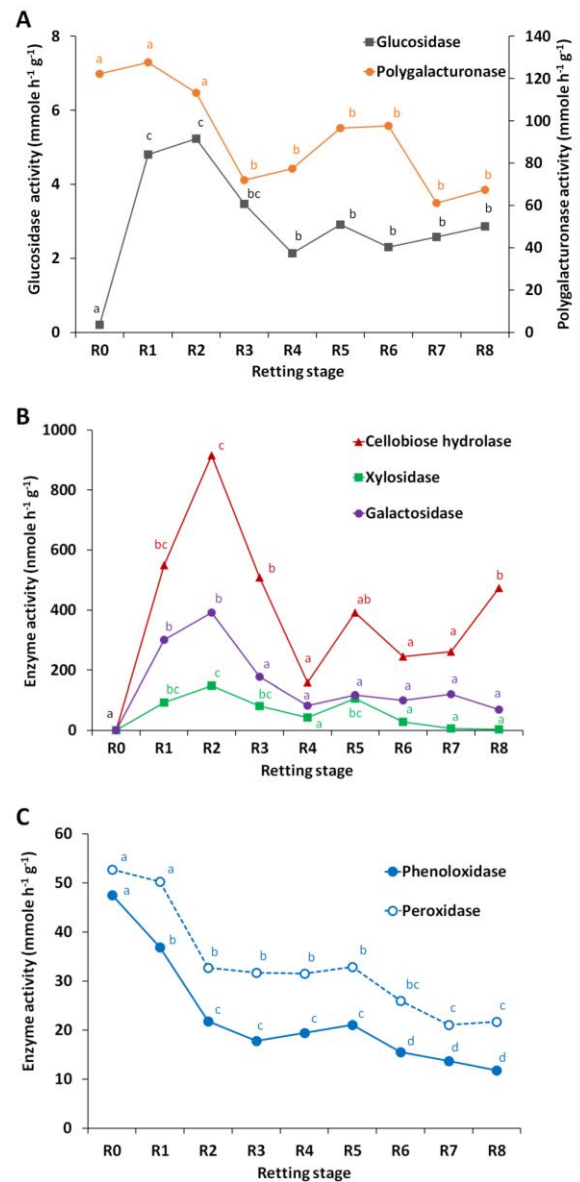 A
Glucosidase
Polygalacturonase
Glucosidase activity (mmole h⁻¹ g⁻¹)
Polygalacturonase activity (mmole h⁻¹ g⁻¹)
8
6
4
2
0
140
120
100
80
60
40
20
0
a a a b b b b b b
a c c bc b b b b b
R0 R1 R2 R3 R4 R5 R6 R7 R8
Retting stage
B
Cellobiose hydrolase
Xylosidase
Galactosidase
Enzyme activity (nmole h⁻¹ g⁻¹)
1000
800
600
400
200
0
a bc c b a ab a a b
b b a a a a a a
bc c bc a bc a a a
R0 R1 R2 R3 R4 R5 R6 R7 R8
Retting stage
C
Phenoloxidase
Peroxidase
Enzyme activity (mmole h⁻¹ g⁻¹)
60
50
40
30
20
10
0
a a b b b b bc c c
a b c c c c d d d
R0 R1 R2 R3 R4 R5 R6 R7 R8
Retting stage